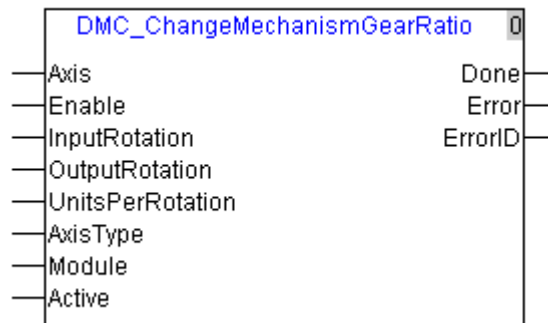 DMC_ChangeMechanismGearRatio 0
Axis Done
Enable Error
InputRotation ErrorID
OutputRotation
UnitsPerRotation
AxisType
Module
Active